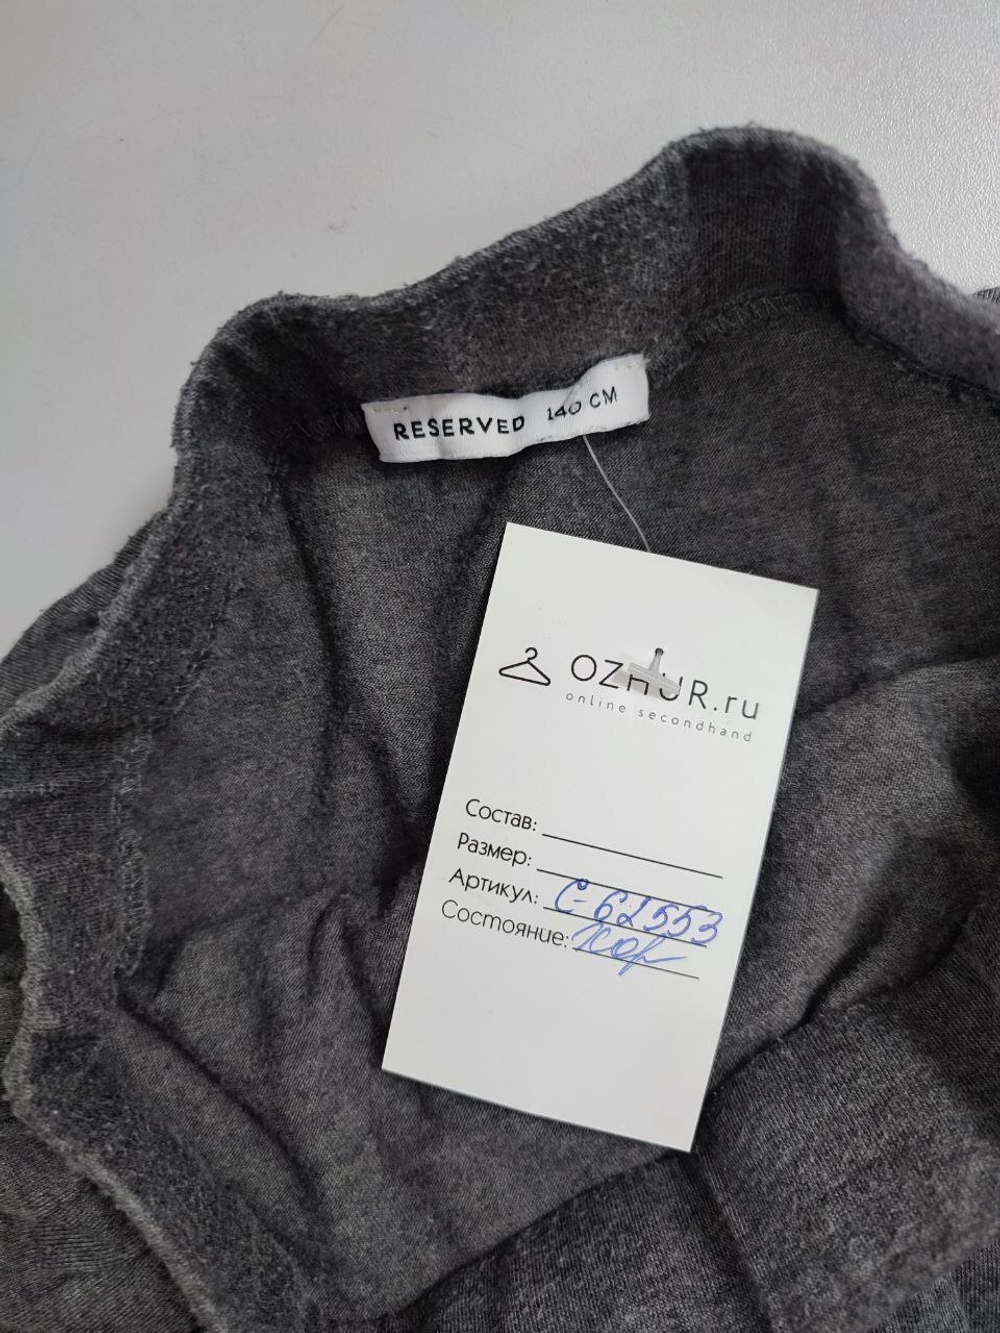 RESERVED 140 CM
OZHUR.ru
online secondhand
Состав:
Размер:
Артикул: С-62553
Состояние: хор